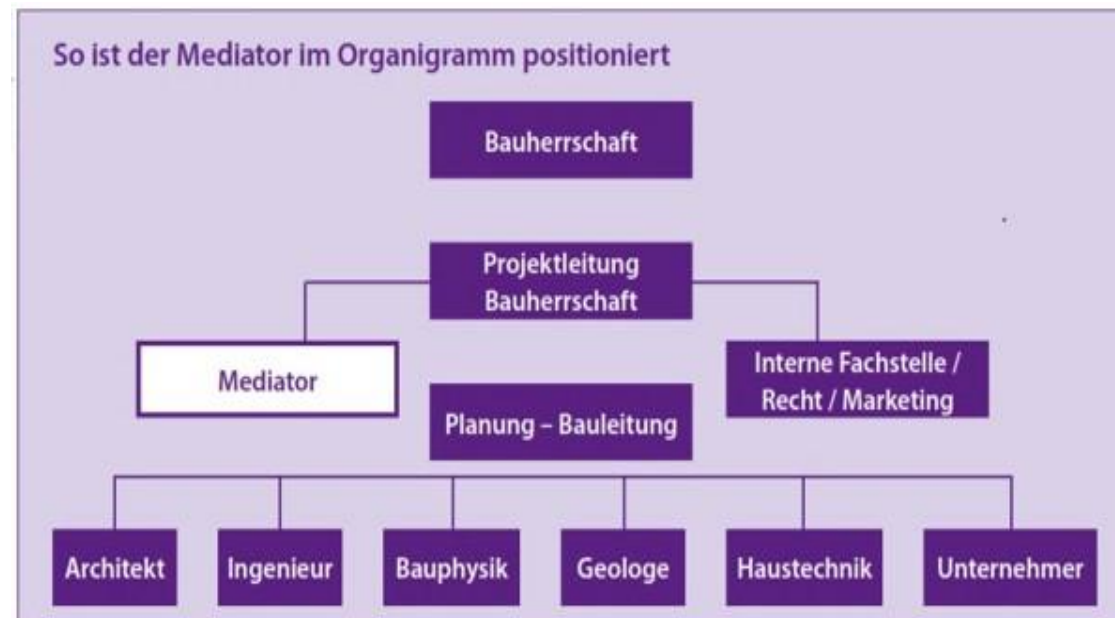 So ist der Mediator im Organigramm positioniert
Bauherrschaft
Projektleitung
Bauherrschaft
Mediator
Interne Fachstelle /
Recht / Marketing
Planung – Bauleitung
Architekt
Ingenieur
Bauphysik
Geologe
Haustechnik
Unternehmer